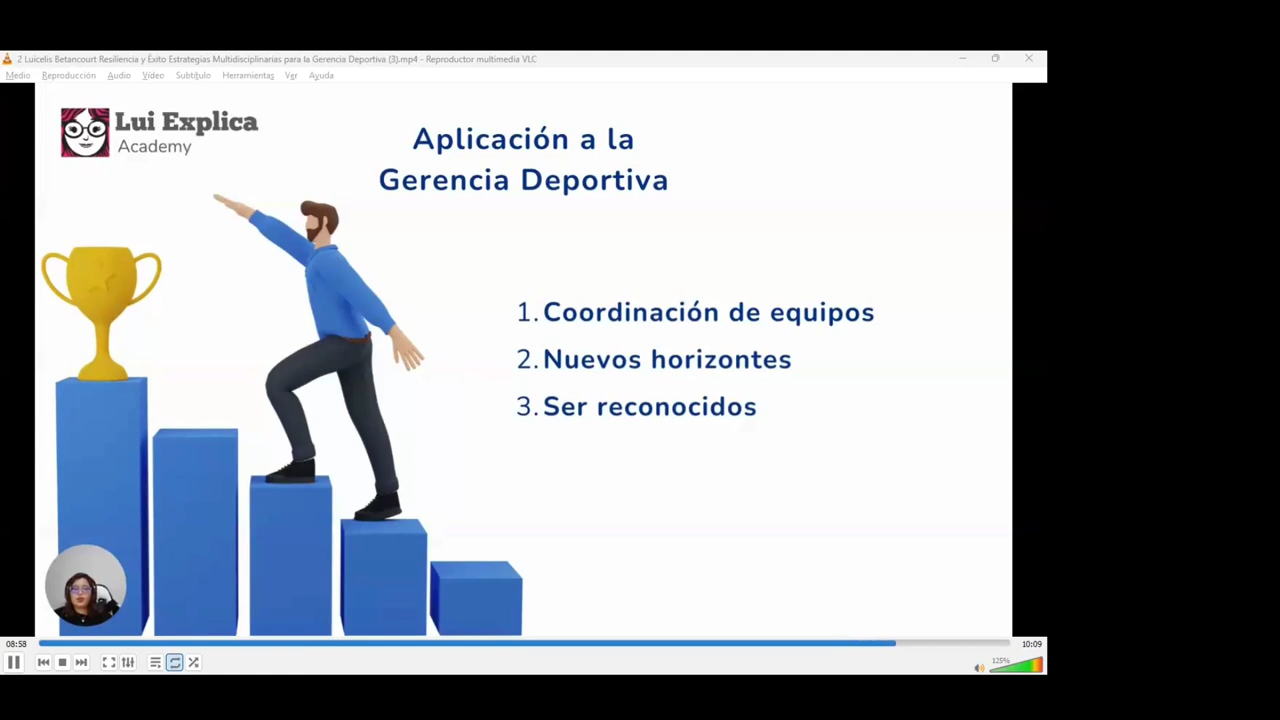 2 Luicelis Betancourt Resiliencia y Éxito Estrategias Multidisciplinarias para la Gerencia Deportiva (3).mp4 - Reproductor multimedia VLC
Medio Reproducción Audio Vídeo Subtítulo Herramientas Ver Ayuda
Lui Explica
Academy
Aplicación a la
Gerencia Deportiva
1. Coordinación de equipos
2. Nuevos horizontes
3. Ser reconocidos
08:58
10:09
125%